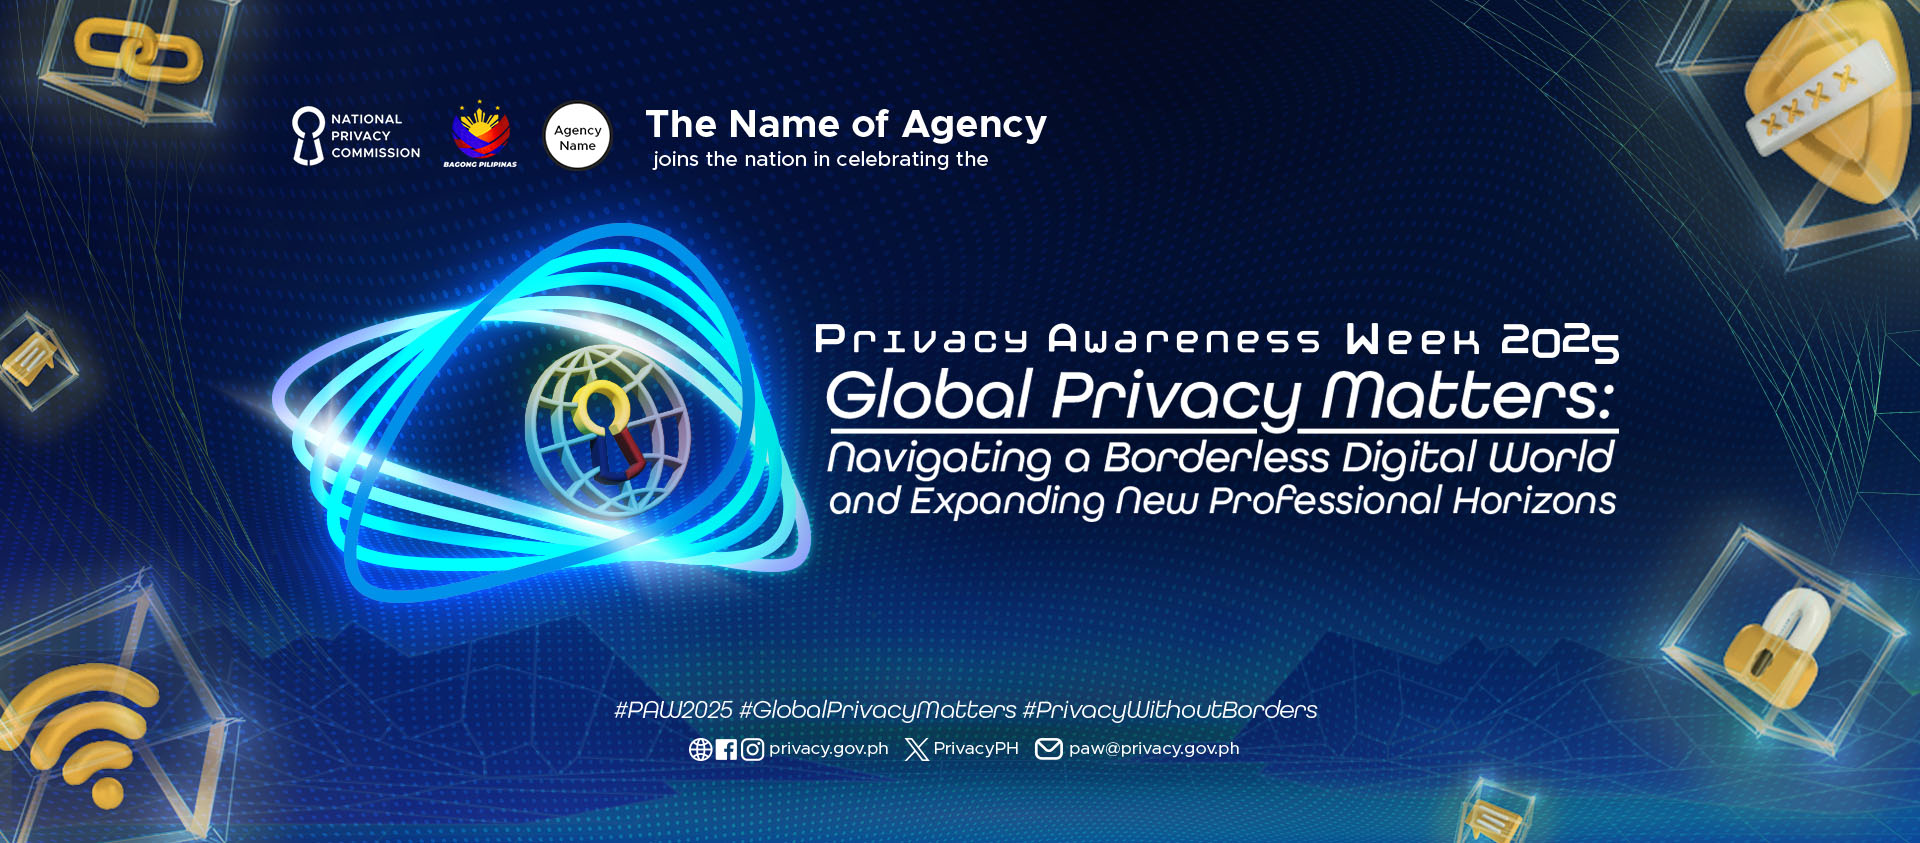 NATIONAL
PRIVACY
COMMISSION
BAGONG PILIPINAS
Agency
Name
The Name of Agency
joins the nation in celebrating the
XXXX
Privacy Awareness Week 2025
Global Privacy Matters:
Navigating a Borderless Digital World
and Expanding New Professional Horizons
#PAW2025 #GlobalPrivacyMatters #PrivacyWithoutBorders
privacy.gov.ph PrivacyPH paw@privacy.gov.ph